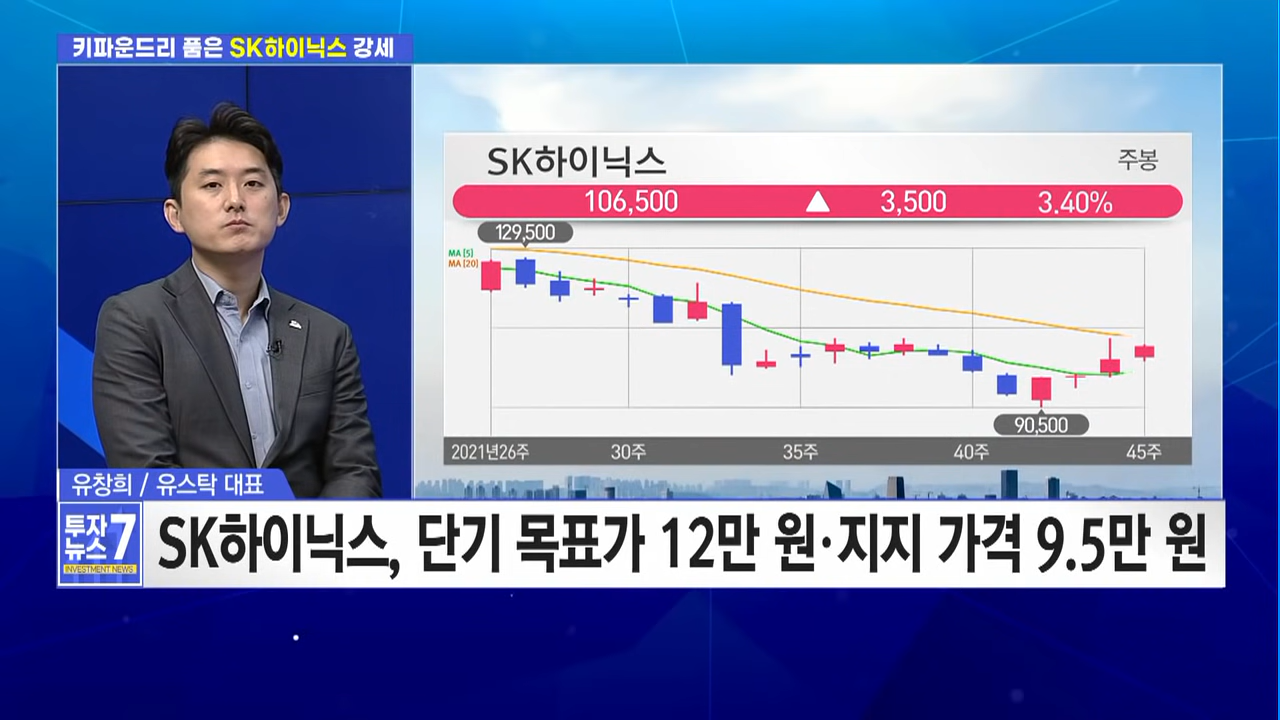 키파운드리 품은 SK하이닉스 강세
SK하이닉스
주봉
106,500 ▲ 3,500 3.40%
129,500
MA [5]
MA [20]
90,500
2021년26주 30주 35주 40주 45주
유창희 / 유스탁 대표
투자
뉴스7
INVESTMENT NEWS
SK하이닉스, 단기 목표가 12만 원·지지 가격 9.5만 원